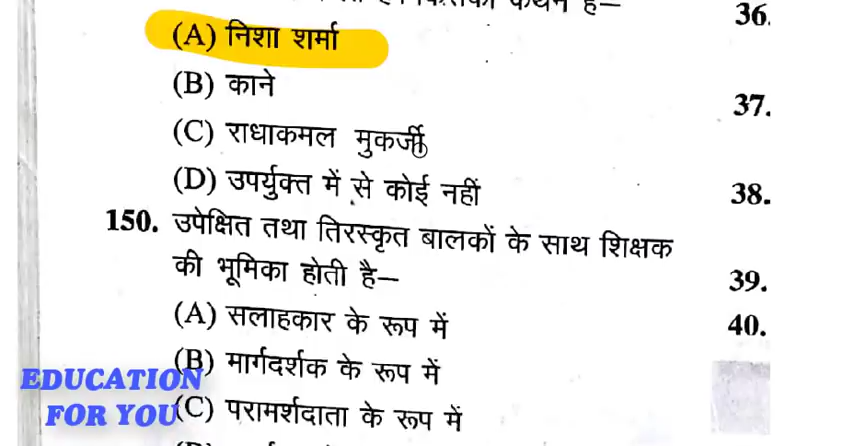 कथन है—
(A) निशा शर्मा
(B) काने
(C) राधाकमल मुकर्जी
(D) उपर्युक्त में से कोई नहीं
150. उपेक्षित तथा तिरस्कृत बालकों के साथ शिक्षक
की भूमिका होती है—
(A) सलाहकार के रूप में
(B) मार्गदर्शक के रूप में
(C) परामर्शदाता के रूप में
36.
37.
38.
39.
40.
EDUCATION
FOR YOU